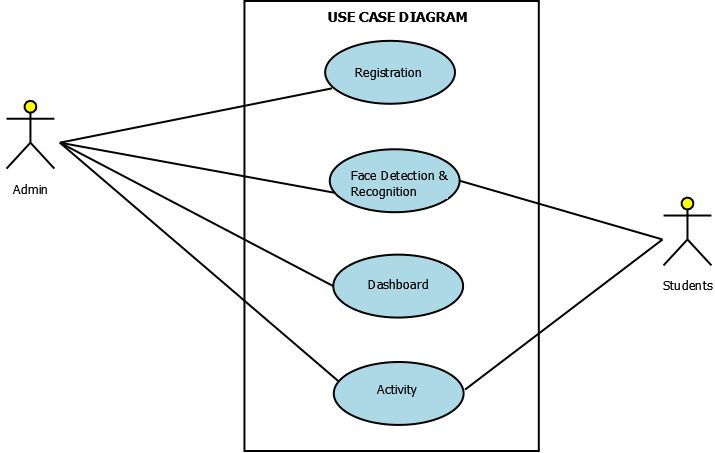 USE CASE DIAGRAM
Registration
Admin
Face Detection &
Recognition
Students
Dashboard
Activity